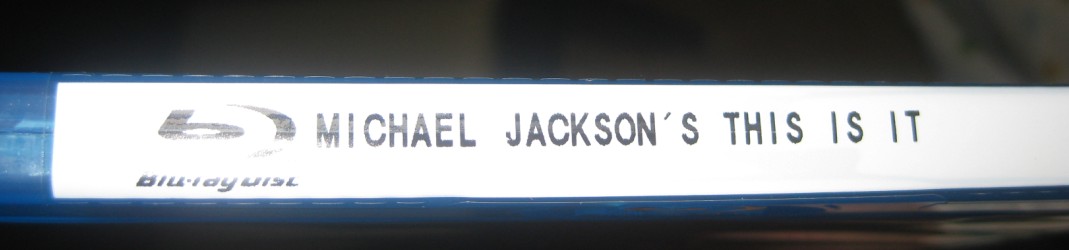 MICHAEL JACKSON´S THIS IS IT
Blu-ray Disc